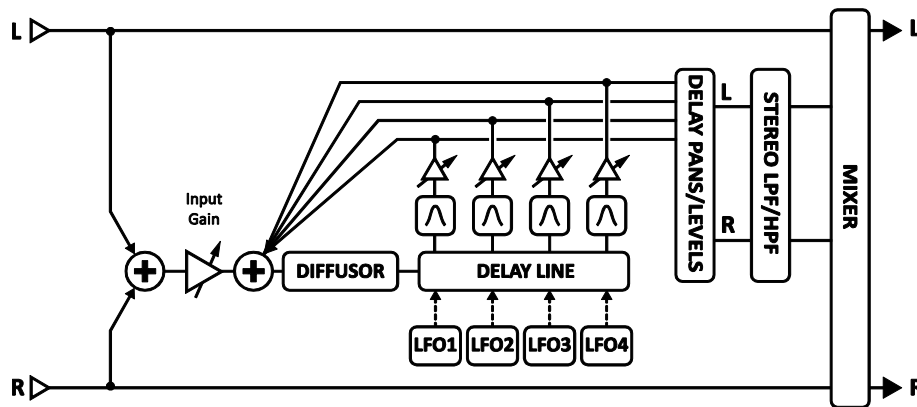 L
L
Input
Gain
DELAY PANS/LEVELS
L
R
STEREO LPF/HPF
MIXER
+
+
DIFFUSOR
DELAY LINE
LFO1
LFO2
LFO3
LFO4
R
R